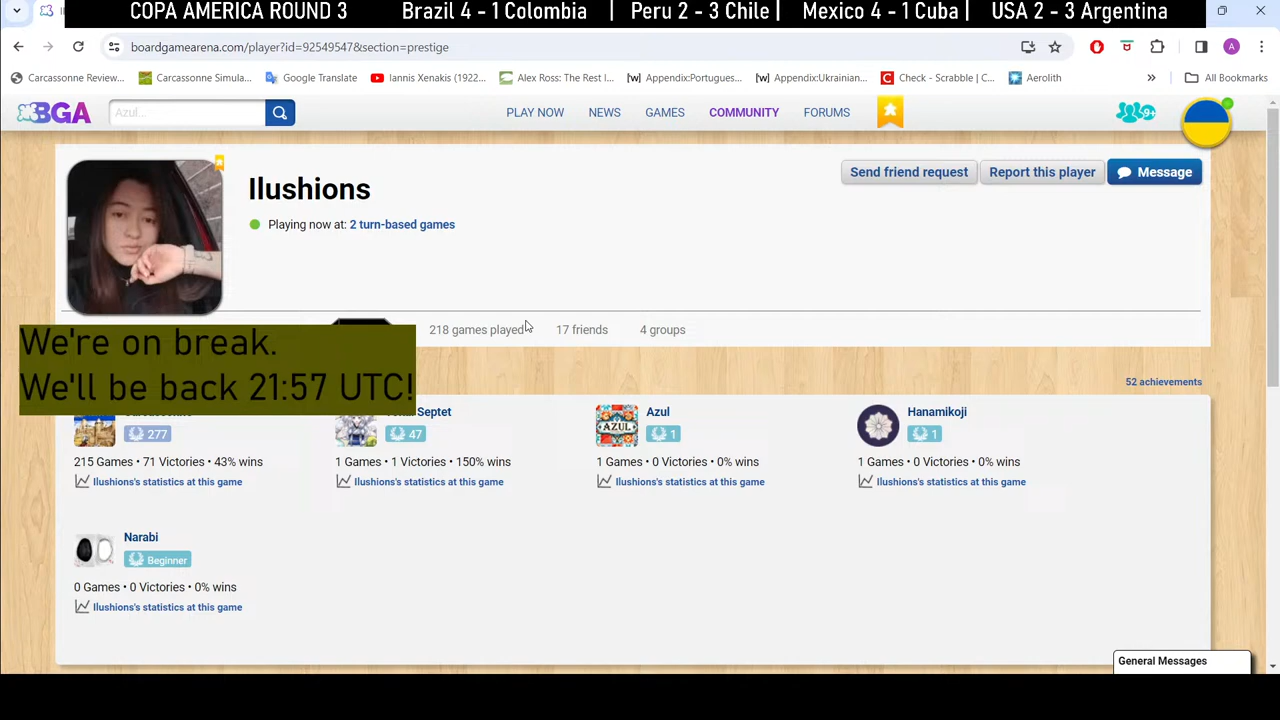 COPA AMERICA ROUND 3 Brazil 4 - 1 Colombia | Peru 2 - 3 Chile | Mexico 4 - 1 Cuba | USA 2 - 3 Argentina
boardgamearena.com/player?id=92549547&section=prestige
A
Carcassonne Review... Carcassonne Simula... Google Translate Iannis Xenakis (1922... Alex Ross: The Rest I... [w] Appendix:Portugues... [w] Appendix:Ukrainian... C Check - Scrabble | C... Aerolith » All Bookmarks
BGA Azul... PLAY NOW NEWS GAMES COMMUNITY FORUMS 9+
Ilushions
Send friend request Report this player Message
Playing now at: 2 turn-based games
218 games played 17 friends 4 groups
We're on break.
We'll be back 21:57 UTC!
52 achievements
Septet Azul Hanamikoji
AZUL
277 47 1 1
215 Games • 71 Victories • 43% wins 1 Games • 1 Victories • 150% wins 1 Games • 0 Victories • 0% wins 1 Games • 0 Victories • 0% wins
Ilushions's statistics at this game Ilushions's statistics at this game Ilushions's statistics at this game Ilushions's statistics at this game
Narabi
Beginner
0 Games • 0 Victories • 0% wins
Ilushions's statistics at this game
General Messages